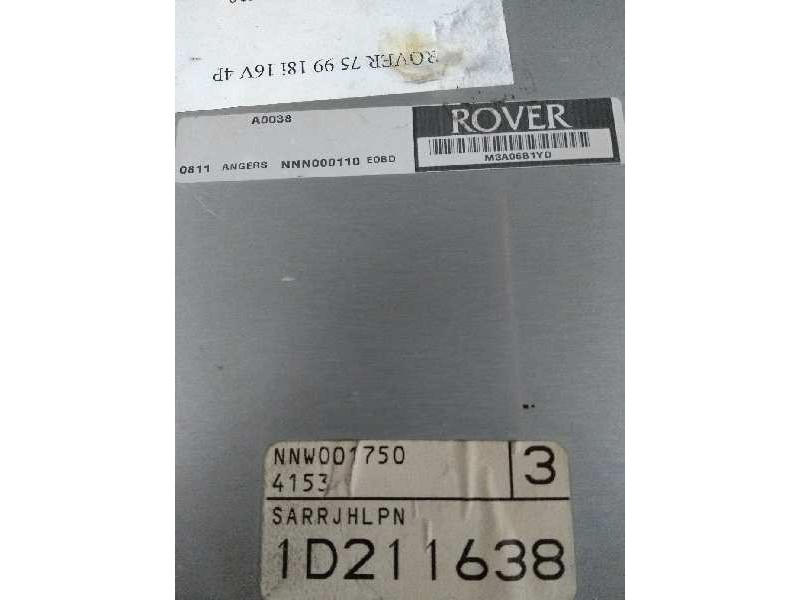 ROVER 75 99 18i 16V 4P
A0038
ROVER
0811 ANGERS NNN000110 EOBD
M3A06B1YD
NNW001750
3
4153
SARRJHLPN
1D211638